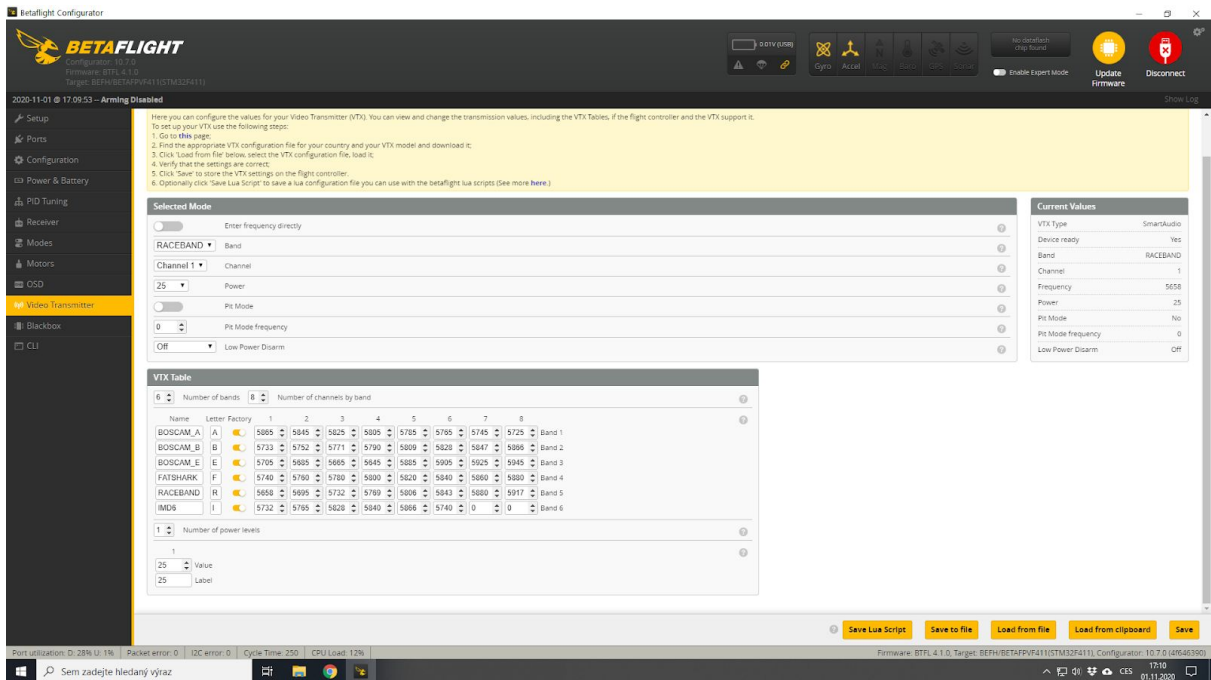 Betaflight Configurator
BETAFLIGHT
Configurator: 10.7.0
Firmware: BTFL 4.1.0
Target: BEFH/BETAFPVF411(STM32F411)
0.01V (USB)
Gyro Accel Mag Baro GPS Sonar
No dataflash
chip found
Enable Expert Mode
Update
Firmware
Disconnect
2020-11-01 @ 17:09:53 -- Arming Disabled
Show Log
Setup
Ports
Configuration
Power & Battery
PID Tuning
Receiver
Modes
Motors
OSD
Video Transmitter
Blackbox
CLI
Here you can configure the values for your Video Transmitter (VTX). You can view and change the transmission values, including the VTX Tables, if the flight controller and the VTX support it.
To set up your VTX use the following steps:
1. Go to this page;
2. Find the appropriate VTX configuration file for your country and your VTX model and download it;
3. Click 'Load from file' below, select the VTX configuration file, load it;
4. Verify that the settings are correct;
5. Click 'Save' to store the VTX settings on the flight controller.
6. Optionally click 'Save Lua Script' to save a lua configuration file you can use with the betaflight lua scripts (See more here.)
Selected Mode
Enter frequency directly
RACEBAND Band
Channel 1 Channel
25 Power
Pit Mode
0 Pit Mode frequency
Off Low Power Disarm
Current Values
VTX Type SmartAudio
Device ready Yes
Band RACEBAND
Channel 1
Frequency 5658
Power 25
Pit Mode No
Pit Mode frequency 0
Low Power Disarm Off
VTX Table
6 Number of bands 8 Number of channels by band
Name Letter Factory 1 2 3 4 5 6 7 8
BOSCAM_A A 5865 5845 5825 5805 5785 5765 5745 5725 Band 1
BOSCAM_B B 5733 5752 5771 5790 5809 5828 5847 5866 Band 2
BOSCAM_E E 5705 5685 5665 5645 5885 5905 5925 5945 Band 3
FATSHARK F 5740 5760 5780 5800 5820 5840 5860 5880 Band 4
RACEBAND R 5658 5695 5732 5769 5806 5843 5880 5917 Band 5
IMD6 I 5732 5765 5828 5840 5866 5740 0 0 Band 6
1 Number of power levels
1
25 Value
25 Label
Save Lua Script Save to file Load from file Load from clipboard Save
Port utilization: D: 28% U: 1% Packet error: 0 I2C error: 0 Cycle Time: 250 CPU Load: 12%
Firmware: BTFL 4.1.0, Target: BEFH/BETAFPVF411(STM32F411), Configurator: 10.7.0 (4f646390)
Sem zadejte hledaný výraz
CES
17:10
01.11.2020